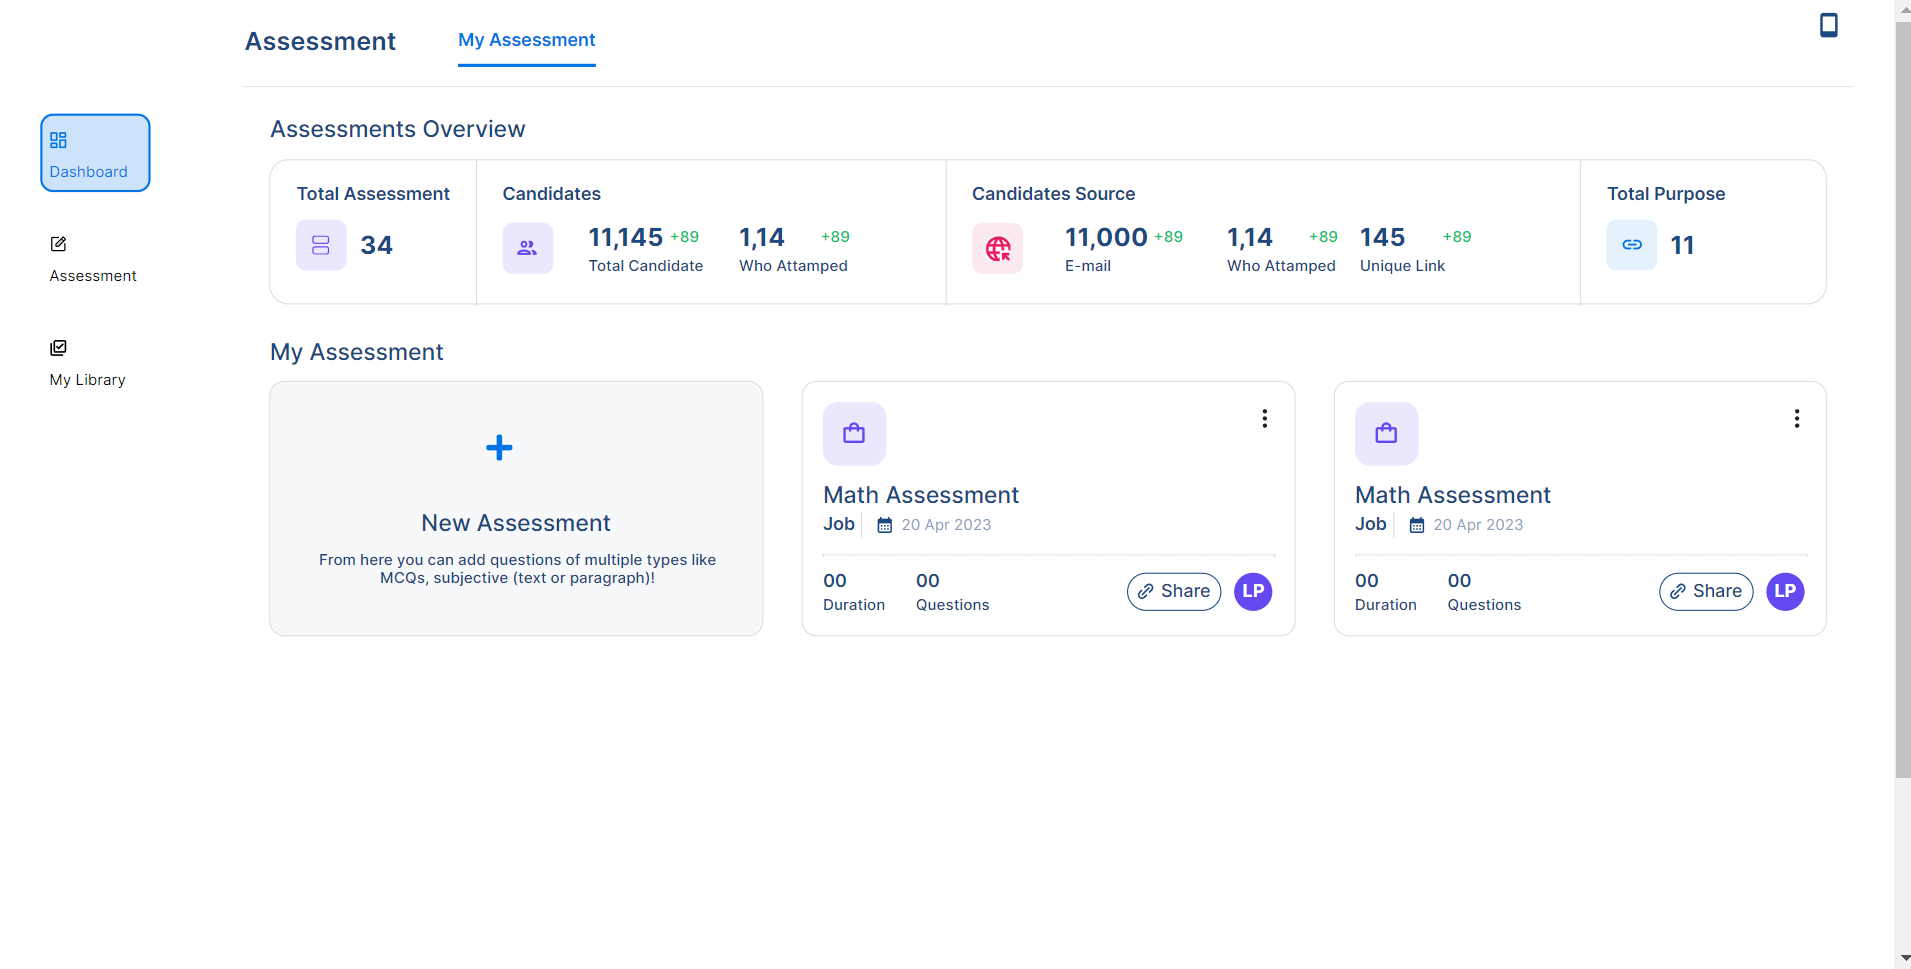 Assessment
My Assessment
Dashboard
Assessment
My Library
Assessments Overview
Total Assessment
34
Candidates
11,145 +89
Total Candidate
1,14 +89
Who Attamped
Candidates Source
11,000 +89
E-mail
1,14 +89
Who Attamped
145 +89
Unique Link
Total Purpose
11
My Assessment
New Assessment
From here you can add questions of multiple types like
MCQs, subjective (text or paragraph)!
Math Assessment
Job 20 Apr 2023
00
Duration
00
Questions
Share
LP
Math Assessment
Job 20 Apr 2023
00
Duration
00
Questions
Share
LP